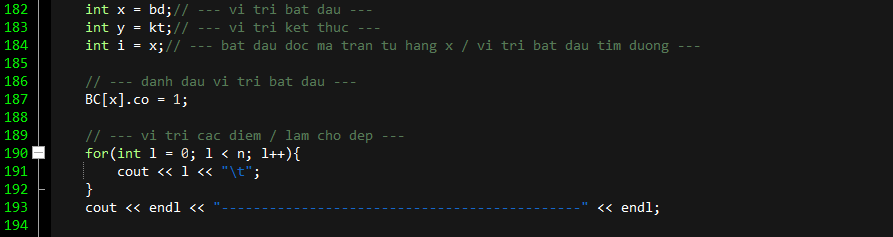 182 int x = bd;// --- vi tri bat dau ---
183 int y = kt;// --- vi tri ket thuc ---
184 int i = x;// --- bat dau doc ma tran tu hang x / vi tri bat dau tim duong ---
185
186 // --- danh dau vi tri bat dau ---
187 BC[x].co = 1;
188
189 // --- vi tri cac diem / lam cho dep ---
190 for(int l = 0; l < n; l++){
191 cout << l << "\t";
192 }
193 cout << endl << "---------------------------------------------" << endl;
194